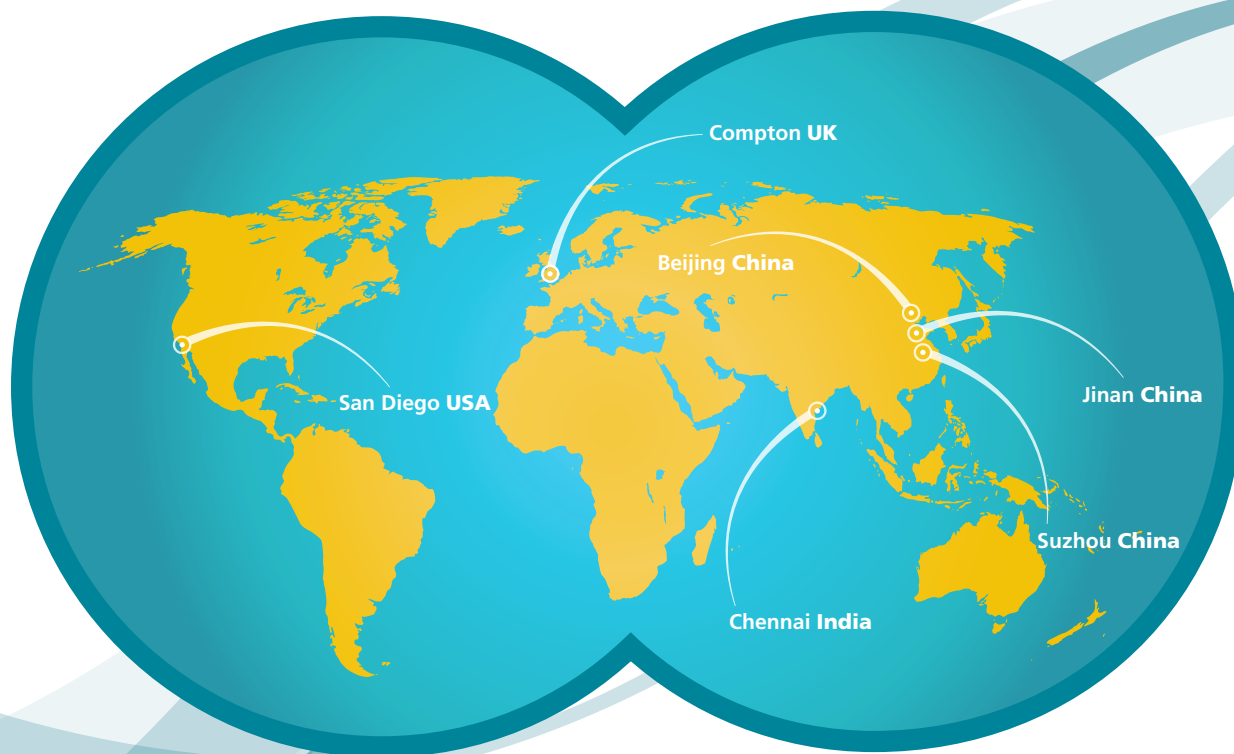 Compton UK
Beijing China
Jinan China
San Diego USA
Suzhou China
Chennai India